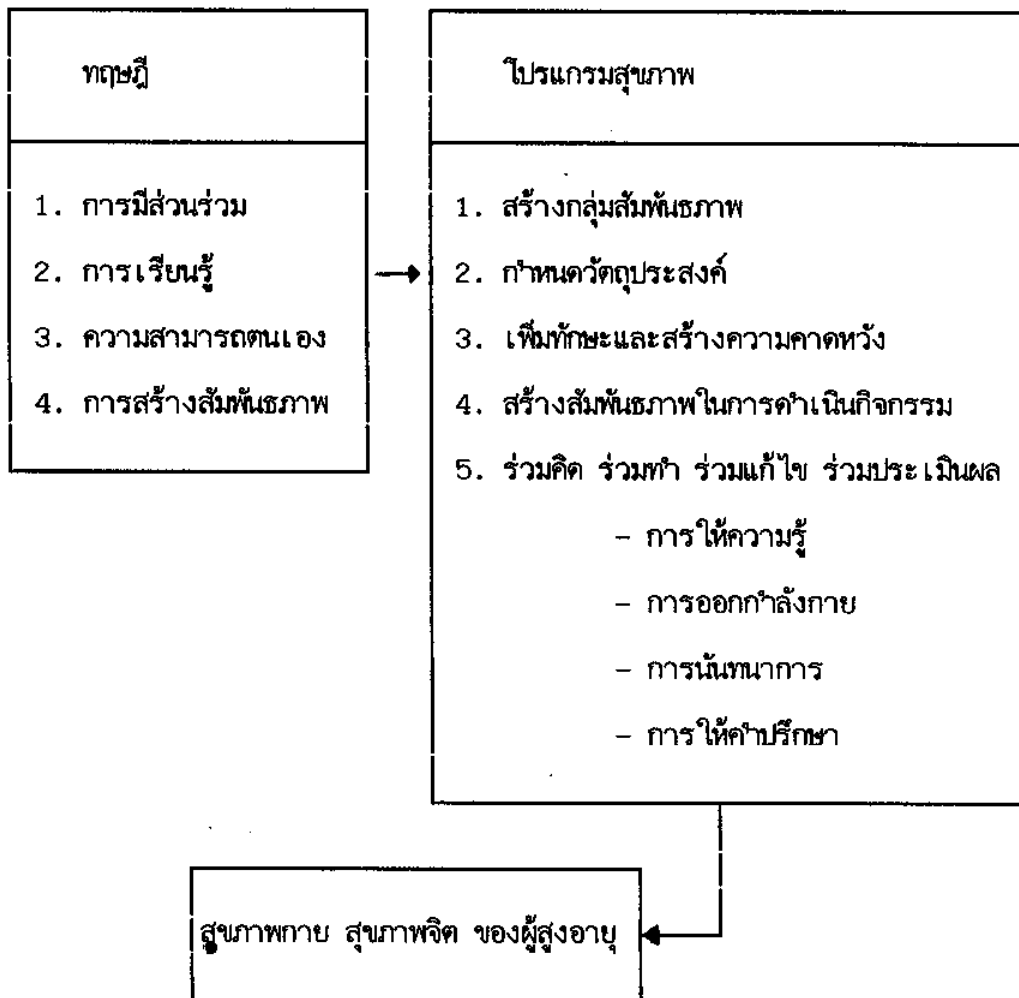 ทฤษฎี
1. การมีส่วนร่วม
2. การเรียนรู้
3. ความสามารถตนเอง
4. การสร้างสัมพันธภาพ
โปรแกรมสุขภาพ
1. สร้างกลุ่มสัมพันธภาพ
2. กำหนดวัตถุประสงค์
3. เพิ่มทักษะและสร้างความคาดหวัง
4. สร้างสัมพันธภาพในการดำเนินกิจกรรม
5. ร่วมคิด ร่วมทำ ร่วมแก้ไข ร่วมประเมินผล
- การให้ความรู้
- การออกกำลังกาย
- การนันทนาการ
- การให้คำปรึกษา
สุขภาพกาย สุขภาพจิต ของผู้สูงอายุ